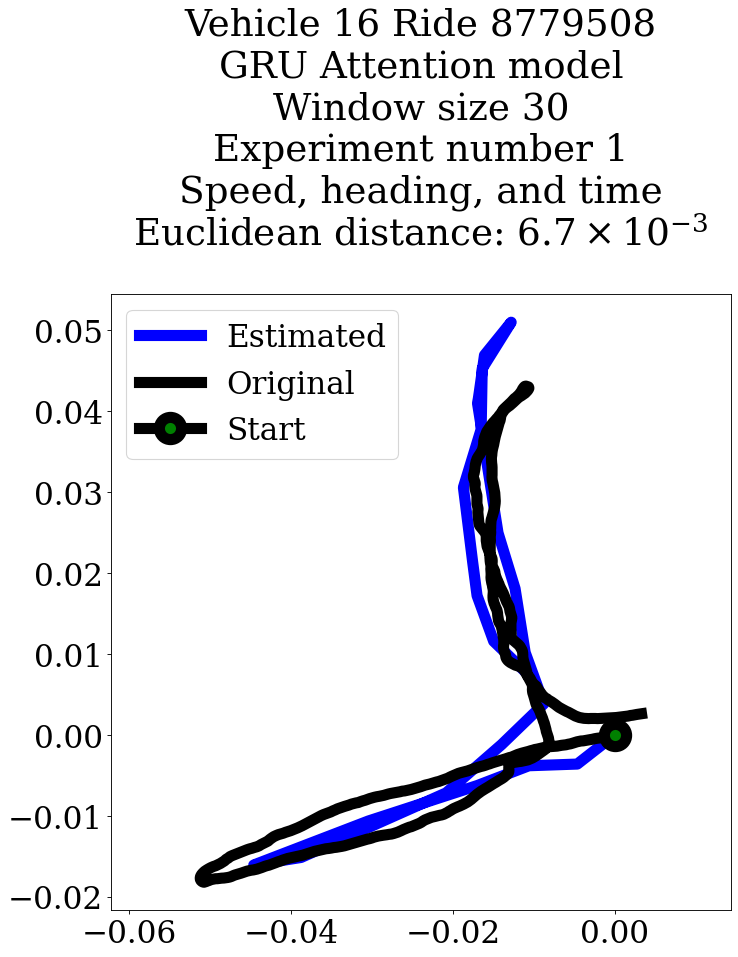 Vehicle 16 Ride 8779508
GRU Attention model
Window size 30
Experiment number 1
Speed, heading, and time
Euclidean distance: 6.7 × 10⁻³
Estimated
Original
Start
0.05
0.04
0.03
0.02
0.01
0.00
−0.01
−0.02
−0.06 −0.04 −0.02 0.00